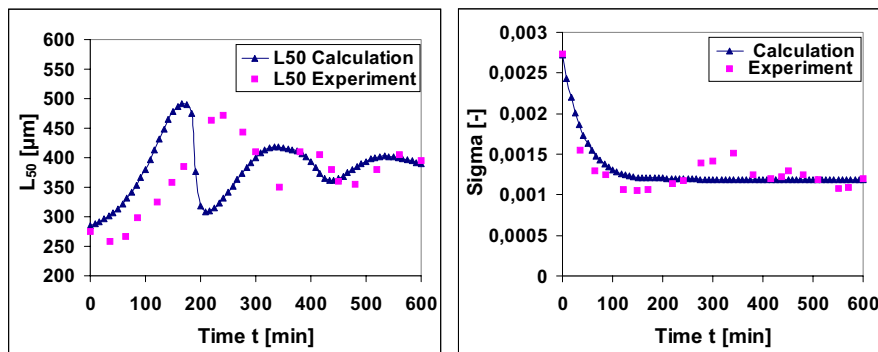 L50 [µm]
600
550
500
450
400
350
300
250
200
0 100 200 300 400 500 600
Time t [min]
L50 Calculation
L50 Experiment
Sigma [-]
0,003
0,0025
0,002
0,0015
0,001
0,0005
0
0 100 200 300 400 500 600
Time t [min]
Calculation
Experiment